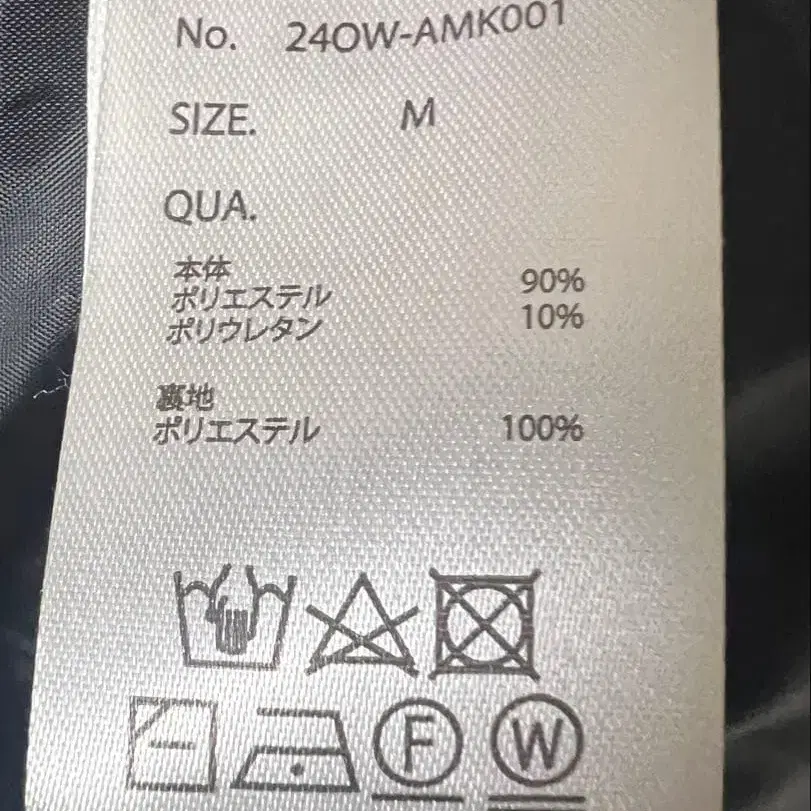 No. 24OW-AMK001
SIZE. M
QUA.
本体
ポリエステル 90%
ポリウレタン 10%
裏地
ポリエステル 100%
F W